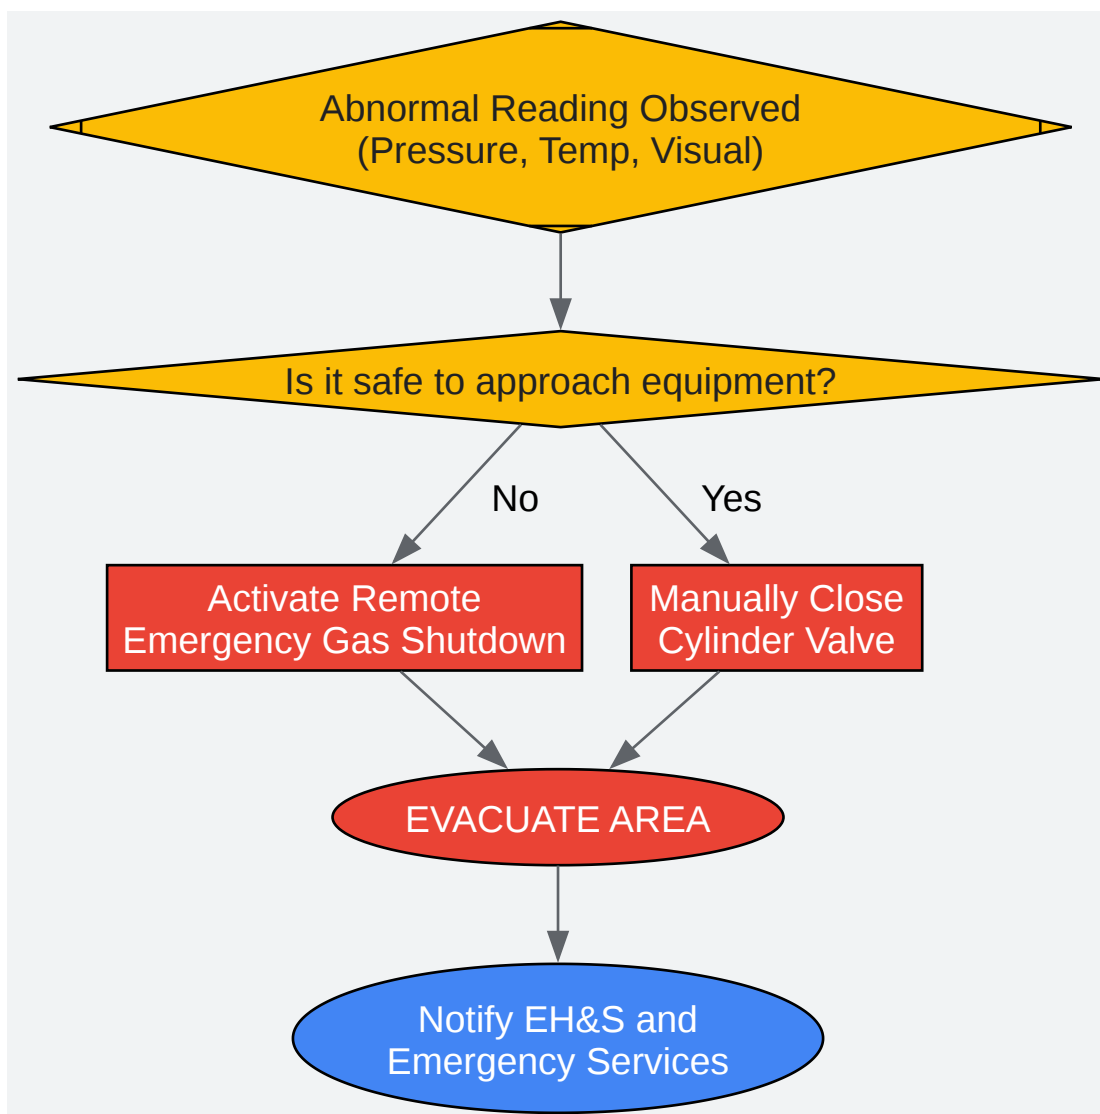 Abnormal Reading Observed
(Pressure, Temp, Visual)
Is it safe to approach equipment?
No
Yes
Activate Remote
Emergency Gas Shutdown
Manually Close
Cylinder Valve
EVACUATE AREA
Notify EH&S and
Emergency Services